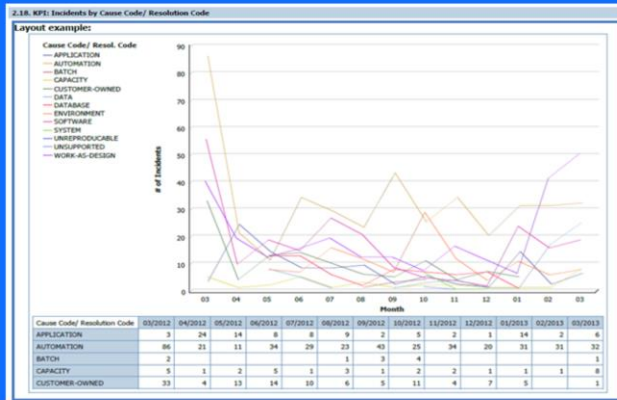 2.18. KPI: Incidents by Cause Code/ Resolution Code
Layout example:
Cause Code/ Resol. Code
APPLICATION
AUTOMATION
BATCH
CAPACITY
CUSTOMER-OWNED
DATA
DATABASE
ENVIRONMENT
SOFTWARE
SYSTEM
UNREPRODUCABLE
UNSUPPORTED
WORK-AS-DESIGN
# of Incidents
90
80
70
60
50
40
30
20
10
0
03 04 05 06 07 08 09 10 11 12 01 02 03
Month
Cause Code/ Resolution Code 03/2012 04/2012 05/2012 06/2012 07/2012 08/2012 09/2012 10/2012 11/2012 12/2012 01/2013 02/2013 03/2013
APPLICATION 3 24 14 8 8 9 2 5 2 1 14 2 6
AUTOMATION 86 21 11 34 29 23 43 25 34 20 31 31 32
BATCH 2 1 3 4 1
CAPACITY 5 1 2 5 1 3 1 2 2 1 1 1 8
CUSTOMER-OWNED 33 4 13 14 10 6 5 11 4 7 5 1